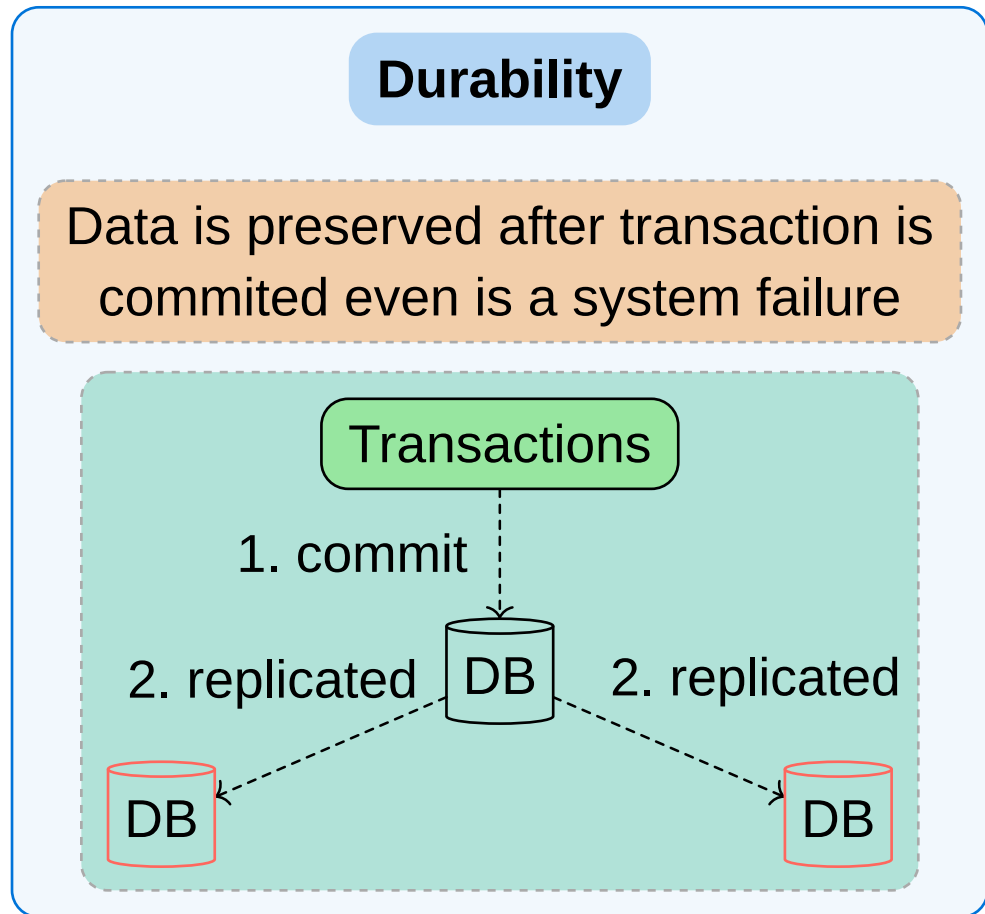 Durability
Data is preserved after transaction is
commited even is a system failure
Transactions
1. commit
2. replicated
DB
2. replicated
DB
DB